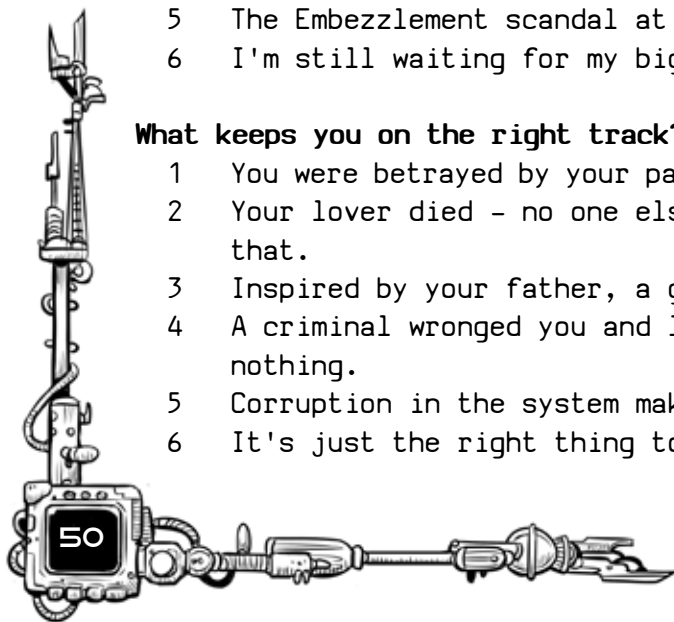 5 The Embezzlement scandal at
6 I'm still waiting for my big
What keeps you on the right track?
1 You were betrayed by your pa
2 Your lover died – no one els
that.
3 Inspired by your father, a g
4 A criminal wronged you and l
nothing.
5 Corruption in the system mak
6 It's just the right thing to
50